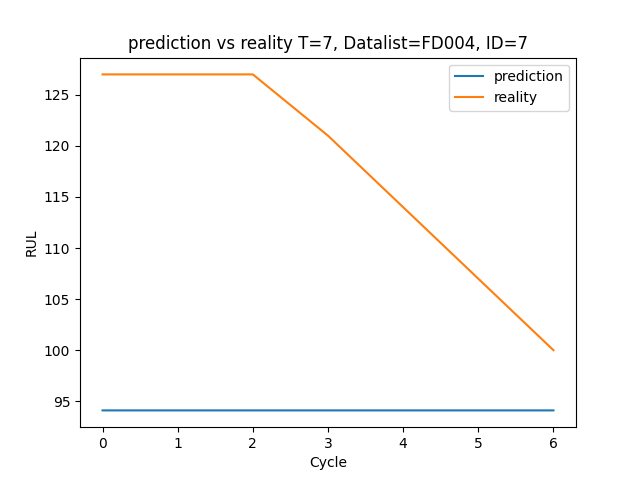 prediction vs reality T=7, Datalist=FD004, ID=7
prediction
reality
125
120
115
110
105
100
95
RUL
0 1 2 3 4 5 6
Cycle